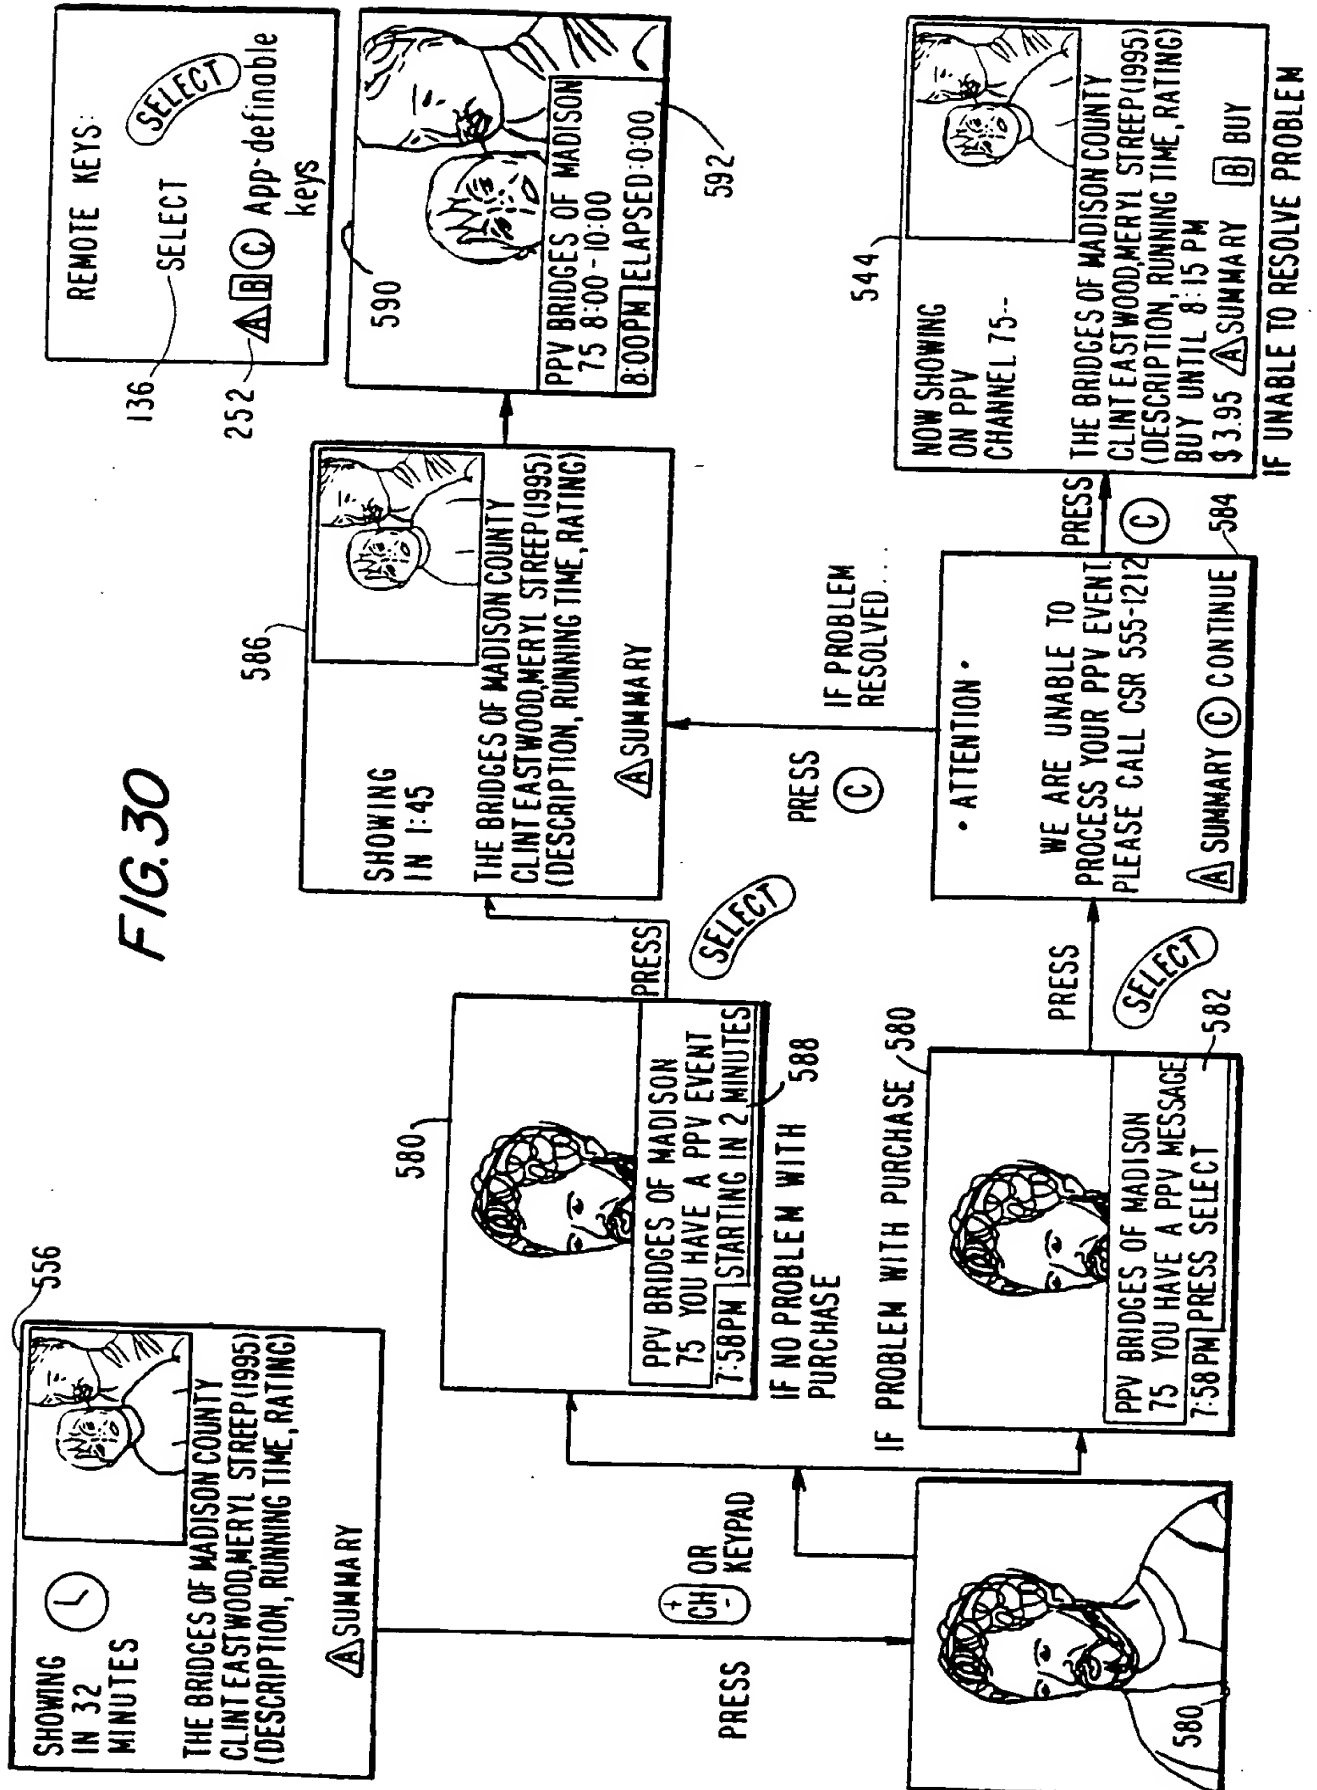 FIG. 30
556
SHOWING
IN 32
MINUTES
THE BRIDGES OF MADISON COUNTY
CLINT EASTWOOD, MERYL STREEP (1995)
(DESCRIPTION, RUNNING TIME, RATING)
A SUMMARY
PRESS
+
CH
-
OR
KEYPAD
580
580
PPV BRIDGES OF MADISON
75 YOU HAVE A PPV EVENT
7:58PM STARTING IN 2 MINUTES
588
IF NO PROBLEM WITH
PURCHASE
PRESS
SELECT
IF PROBLEM WITH PURCHASE
580
PPV BRIDGES OF MADISON
75 YOU HAVE A PPV MESSAGE
7:58PM PRESS SELECT
582
PRESS
SELECT
586
SHOWING
IN 1:45
THE BRIDGES OF MADISON COUNTY
CLINT EASTWOOD, MERYL STREEP (1995)
(DESCRIPTION, RUNNING TIME, RATING)
A SUMMARY
PRESS
C
IF PROBLEM
RESOLVED...
• ATTENTION •
WE ARE UNABLE TO
PROCESS YOUR PPV EVENT
PLEASE CALL CSR 555-1212
A SUMMARY C CONTINUE
584
PRESS
C
REMOTE KEYS:
136
SELECT
SELECT
252
A B C App-definable
keys
590
PPV BRIDGES OF MADISON
75 8:00-10:00
8:00PM ELAPSED:0:00
592
544
NOW SHOWING
ON PPV
CHANNEL 75--
THE BRIDGES OF MADISON COUNTY
CLINT EASTWOOD, MERYL STREEP (1995)
(DESCRIPTION, RUNNING TIME, RATING)
BUY UNTIL 8:15 PM
$3.95 A SUMMARY B BUY
IF UNABLE TO RESOLVE PROBLEM